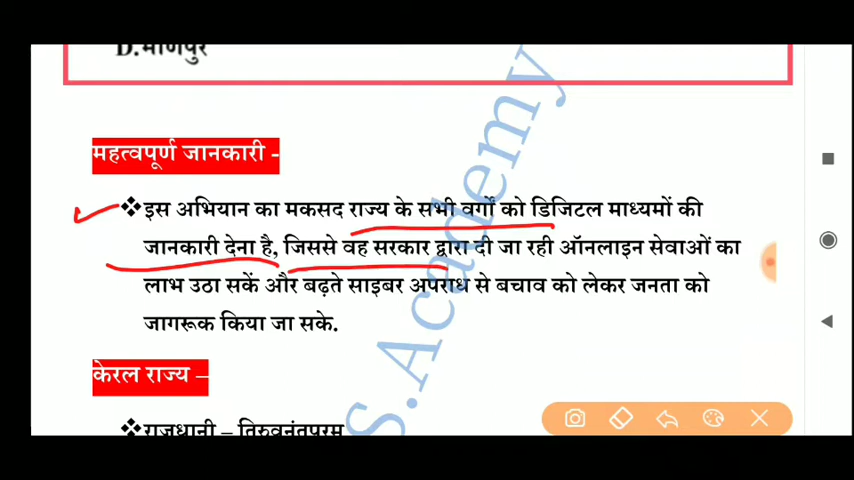 D.मणिपुर
महत्वपूर्ण जानकारी -
❖इस अभियान का मकसद राज्य के सभी वर्गों को डिजिटल माध्यमों की
जानकारी देना है, जिससे वह सरकार द्वारा दी जा रही ऑनलाइन सेवाओं का
लाभ उठा सकें और बढ़ते साइबर अपराध से बचाव को लेकर जनता को
जागरूक किया जा सके.
केरल राज्य –
❖राजधानी – तिरुवनंतपुरम
S.Academy